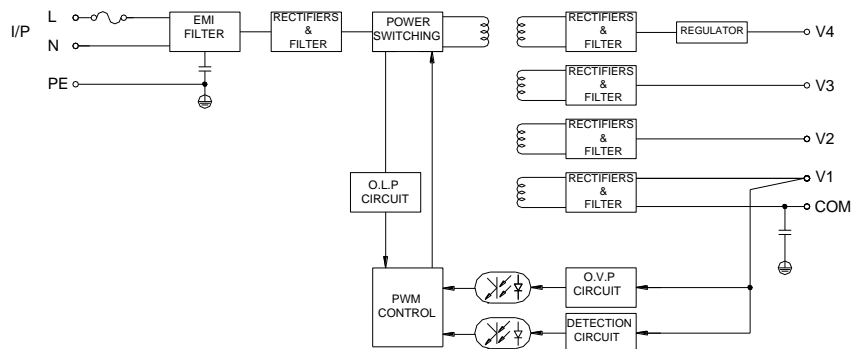 I/P
L
N
PE
EMI
FILTER
RECTIFIERS
&
FILTER
POWER
SWITCHING
RECTIFIERS
&
FILTER
REGULATOR
V4
RECTIFIERS
&
FILTER
V3
RECTIFIERS
&
FILTER
V2
RECTIFIERS
&
FILTER
V1
COM
O.L.P
CIRCUIT
PWM
CONTROL
O.V.P
CIRCUIT
DETECTION
CIRCUIT